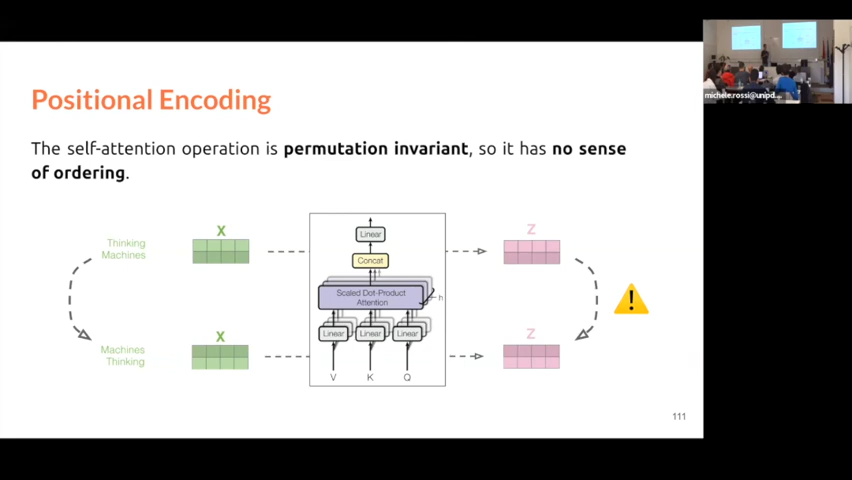 michele.rossi@unipd....
Positional Encoding
The self-attention operation is permutation invariant, so it has no sense
of ordering.
Thinking
Machines
X
Z
Linear
Concat
Scaled Dot-Product
Attention
h
Linear
Linear
Linear
V
K
Q
Machines
Thinking
X
Z
111